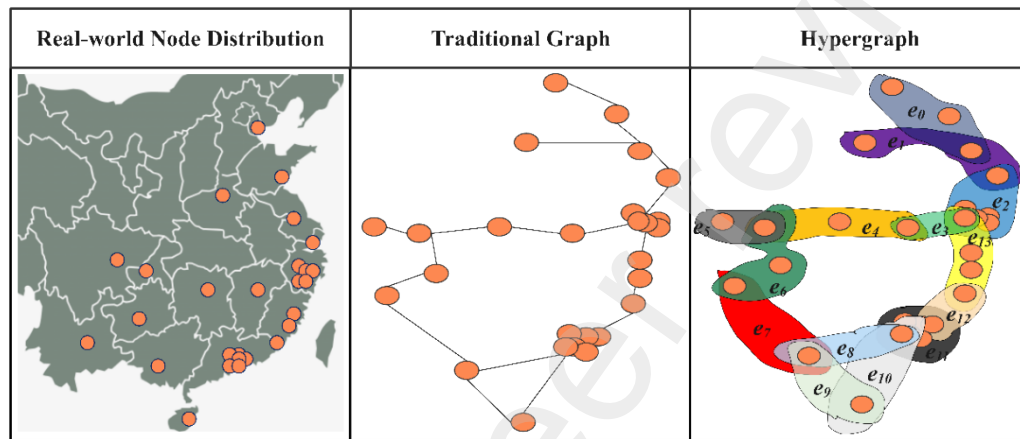 Real-world Node Distribution
Traditional Graph
Hypergraph
e0
e1
e2
e5
e4
e3
e13
e6
e12
e7
e8
e11
e10
e9